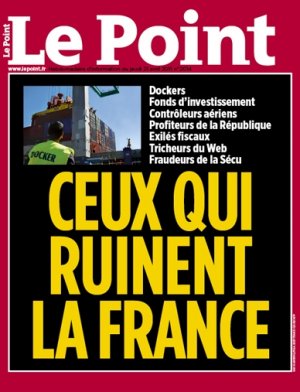 Le Point
Le Point
www.lepoint.fr
Dockers
Fonds d'investissement
Contrôleurs aériens
Profiteurs de la République
Exilés fiscaux
Tricheurs du Web
Fraudeurs de la Sécu
DOCKER
CEUX QUI
RUINENT
LA FRANCE